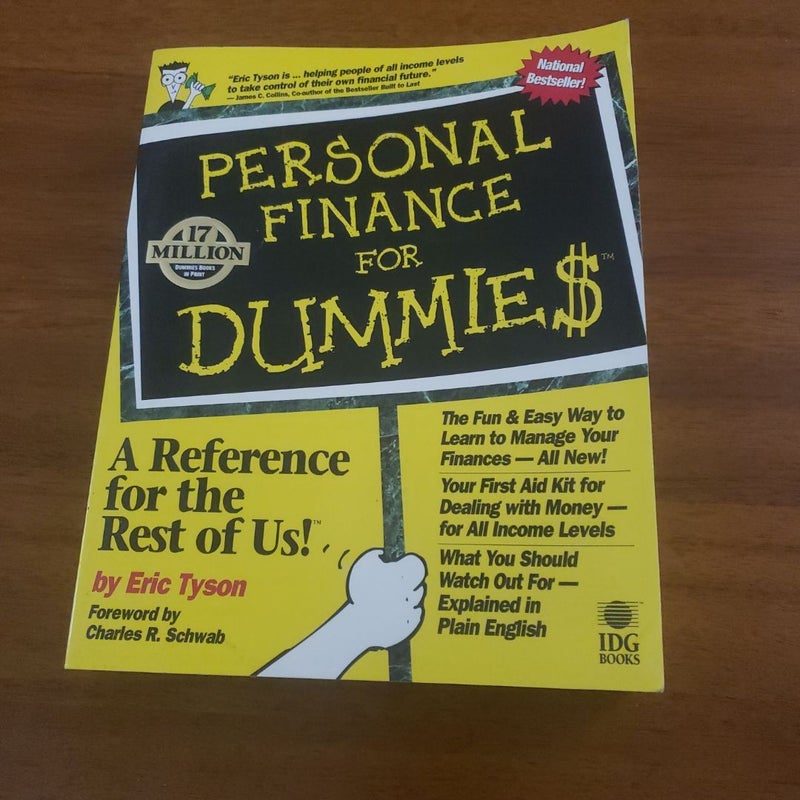 "Eric Tyson is ... helping people of all income levels
to take control of their own financial future."
— James C. Collins, Co-author of the Bestseller Built to Last
National
Bestseller!
PERSONAL
FINANCE
FOR
DUMMIE$™
17
MILLION
DUMMIES BOOKS
IN PRINT
A Reference
for the
Rest of Us!™
by Eric Tyson
Foreword by
Charles R. Schwab
The Fun & Easy Way to
Learn to Manage Your
Finances — All New!
Your First Aid Kit for
Dealing with Money —
for All Income Levels
What You Should
Watch Out For —
Explained in
Plain English
IDG
BOOKS